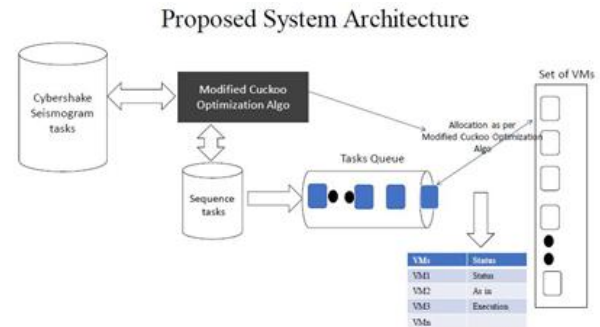 Proposed System Architecture
Cybershake
Seismogram
tasks
Modified Cuckoo
Optimization Algo
Set of VMs
Allocation as per
Modified Cuckoo Optimization
Algo
Tasks Queue
Sequence
tasks
VMs Status
VM1 Status
VM2 As in
VM3 Execution
VMn